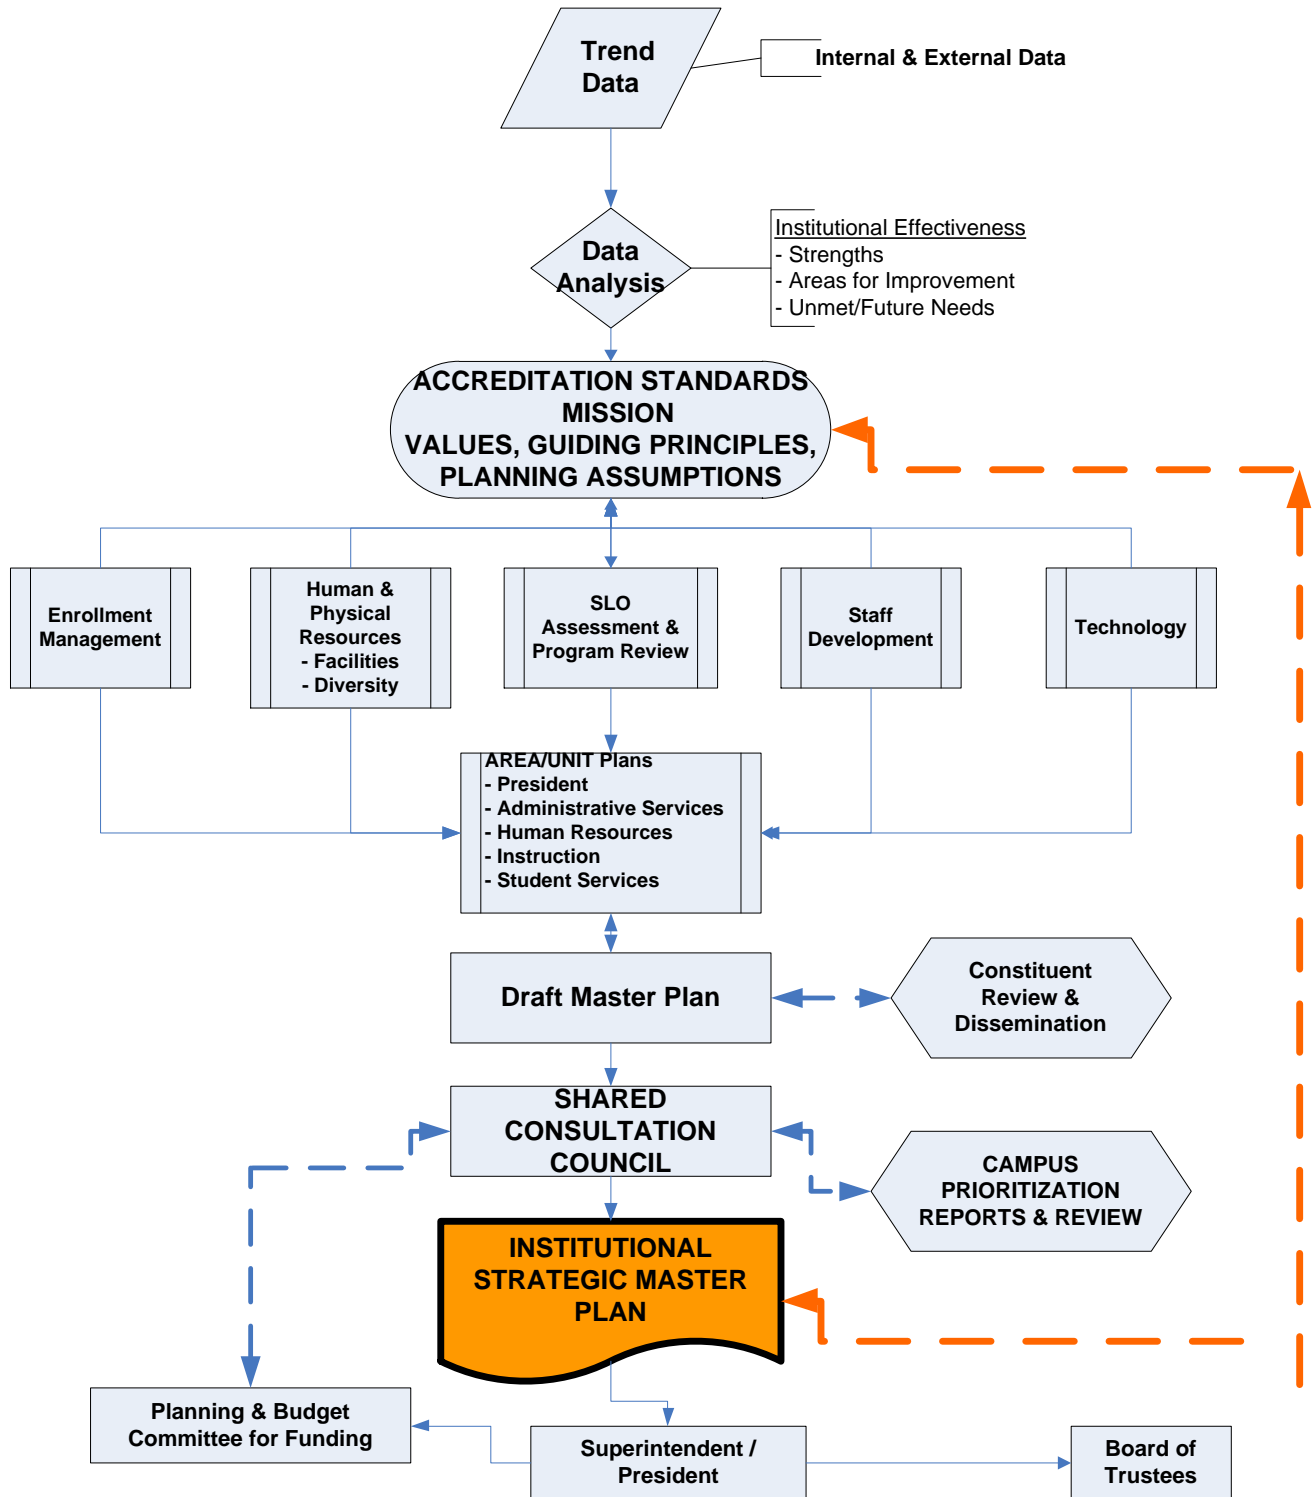 Trend
Data
Internal & External Data
Data
Analysis
Institutional Effectiveness
- Strengths
- Areas for Improvement
- Unmet/Future Needs
ACCREDITATION STANDARDS
MISSION
VALUES, GUIDING PRINCIPLES,
PLANNING ASSUMPTIONS
Enrollment
Management
Human &
Physical
Resources
- Facilities
- Diversity
SLO
Assessment &
Program Review
Staff
Development
Technology
AREA/UNIT Plans
- President
- Administrative Services
- Human Resources
- Instruction
- Student Services
Draft Master Plan
Constituent
Review &
Dissemination
SHARED
CONSULTATION
COUNCIL
CAMPUS
PRIORITIZATION
REPORTS & REVIEW
INSTITUTIONAL
STRATEGIC MASTER
PLAN
Planning & Budget
Committee for Funding
Superintendent /
President
Board of
Trustees